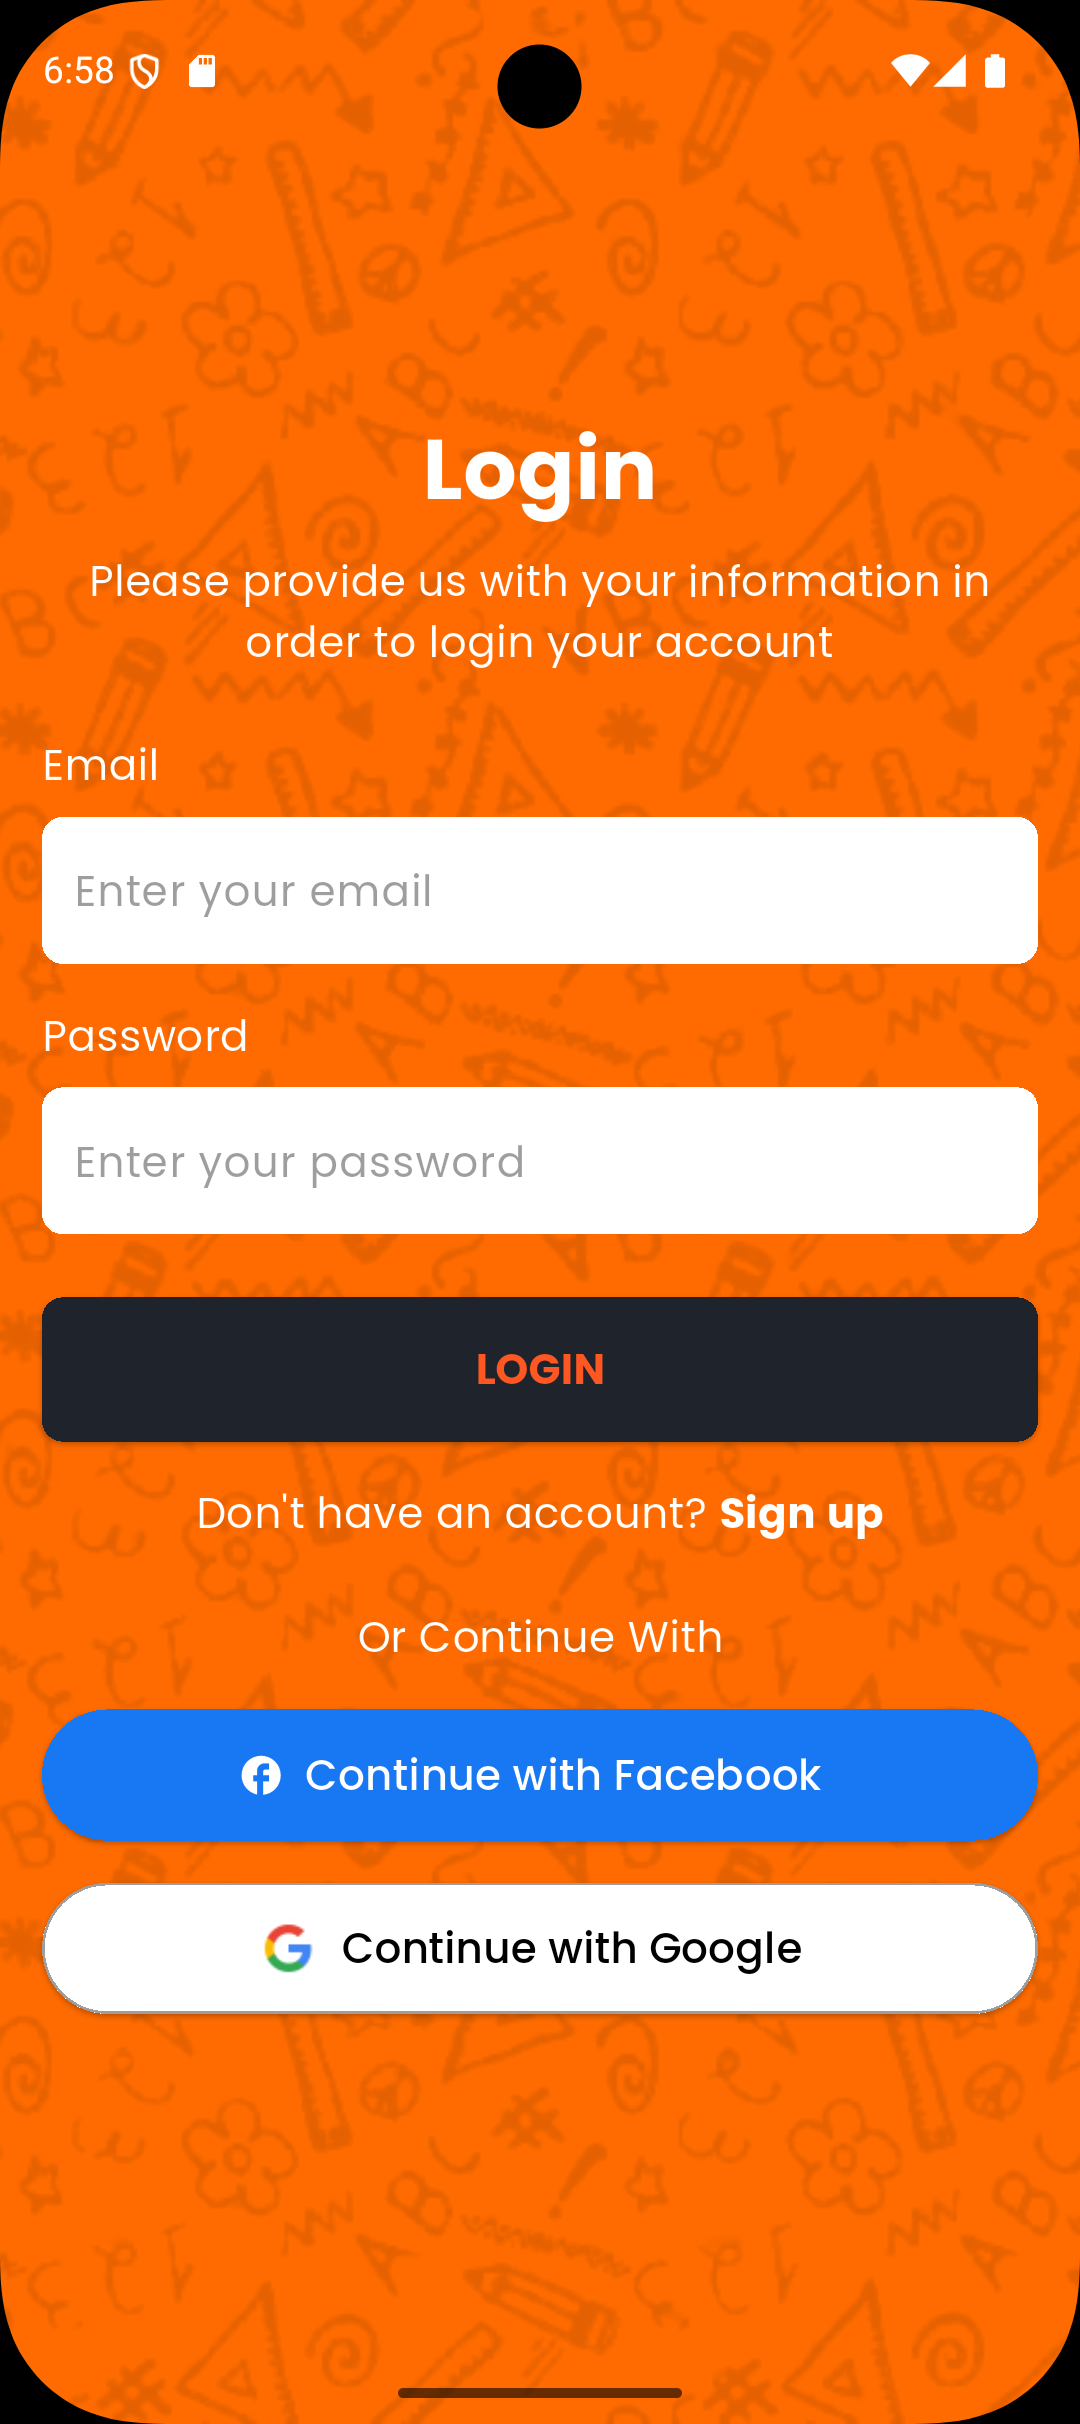 6:58
Login
Please provide us with your information in
order to login your account
Email
Enter your email
Password
Enter your password
LOGIN
Don't have an account? Sign up
Or Continue With
Continue with Facebook
Continue with Google